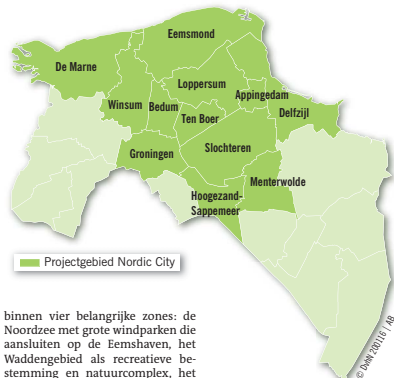 Eemsmond
De Marne
Loppersum
Appingedam
Winsum
Bedum
Delfzijl
Ten Boer
Groningen
Slochteren
Menterwolde
Hoogezand-
Sappemeer
Projectgebied Nordic City
© DvhN 200116 | AB
binnen vier belangrijke zones: de
Noordzee met grote windparken die
aansluiten op de Eemshaven, het
Waddengebied als recreatieve be-
stemming en natuurcomplex, het